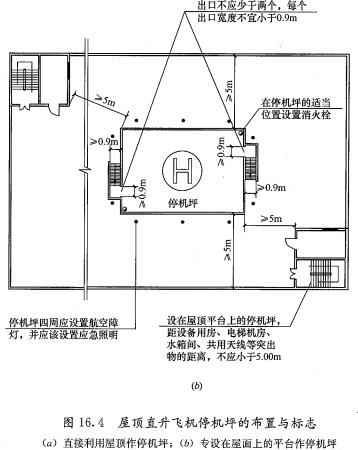 出口不应少于两个，每个
出口宽度不宜小于0.9m
≥5m
≥5m
在停机坪的适当
位置设置消火栓
≥0.9m
≥0.9m
≥0.9m
≥0.9m
H
停机坪
≥5m
≥5m
停机坪四周应设置航空障
灯，并应该设置应急照明
设在屋顶平台上的停机坪，
距设备用房、电梯机房、
水箱间、共用天线等突出
物的距离，不应小于5.00m
(b)
图 16.4 屋顶直升飞机停机坪的布置与标志
(a) 直接利用屋顶作停机坪；(b) 专设在屋面上的平台作停机坪